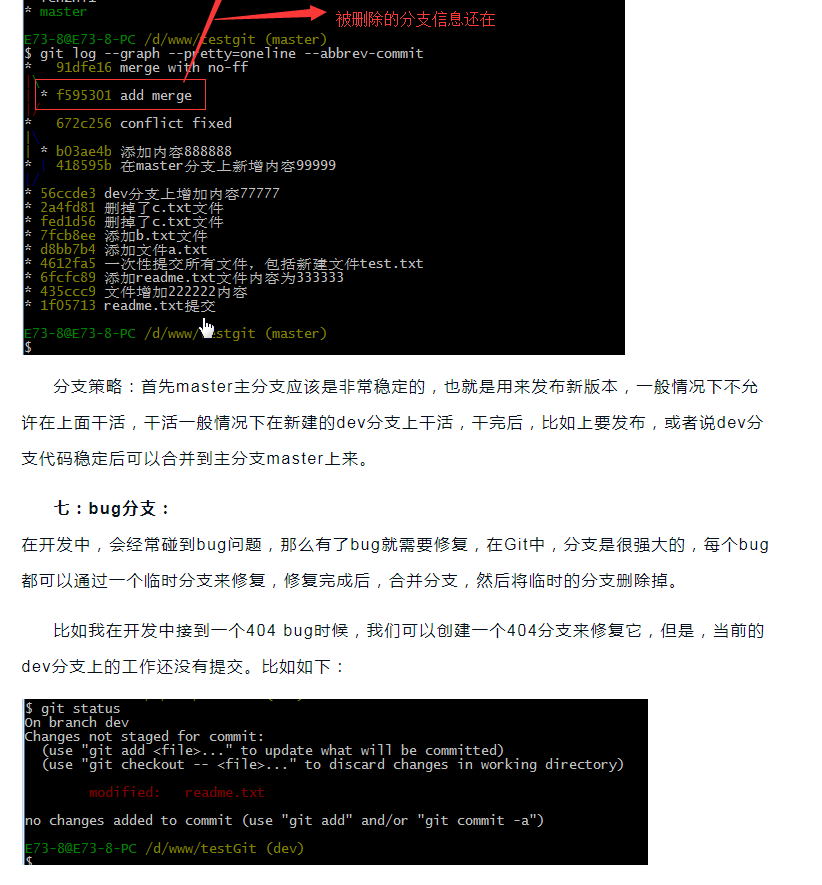 * master
被删除的分支信息还在
E73-8@E73-8-PC /d/www/testgit (master)
$ git log --graph --pretty=oneline --abbrev-commit
*   91dfe16 merge with no-ff
|\
| * f595301 add merge
|/
*   672c256 conflict fixed
|\
| * b03ae4b 添加内容888888
* | 418595b 在master分支上新增内容99999
|/
* 56ccde3 dev分支上增加内容77777
* 2a4fd81 删掉了c.txt文件
* fed1d56 删掉了c.txt文件
* 7fcb8ee 添加b.txt文件
* d8bb7b4 添加文件a.txt
* 4612fa5 一次性提交所有文件，包括新建文件test.txt
* 6fcfc89 添加readme.txt文件内容为333333
* 435ccc9 文件增加222222内容
* 1f05713 readme.txt提交
E73-8@E73-8-PC /d/www/testgit (master)
$
分支策略：首先master主分支应该是非常稳定的，也就是用来发布新版本，一般情况下不允
许在上面干活，干活一般情况下在新建的dev分支上干活，干完后，比如上要发布，或者说dev分
支代码稳定后可以合并到主分支master上来。
七：bug分支：
在开发中，会经常碰到bug问题，那么有了bug就需要修复，在Git中，分支是很强大的，每个bug
都可以通过一个临时分支来修复，修复完成后，合并分支，然后将临时的分支删除掉。
比如我在开发中接到一个404 bug时候，我们可以创建一个404分支来修复它，但是，当前的
dev分支上的工作还没有提交。比如如下：
$ git status
On branch dev
Changes not staged for commit:
  (use "git add <file>..." to update what will be committed)
  (use "git checkout -- <file>..." to discard changes in working directory)
modified:   readme.txt
no changes added to commit (use "git add" and/or "git commit -a")
E73-8@E73-8-PC /d/www/testGit (dev)
$